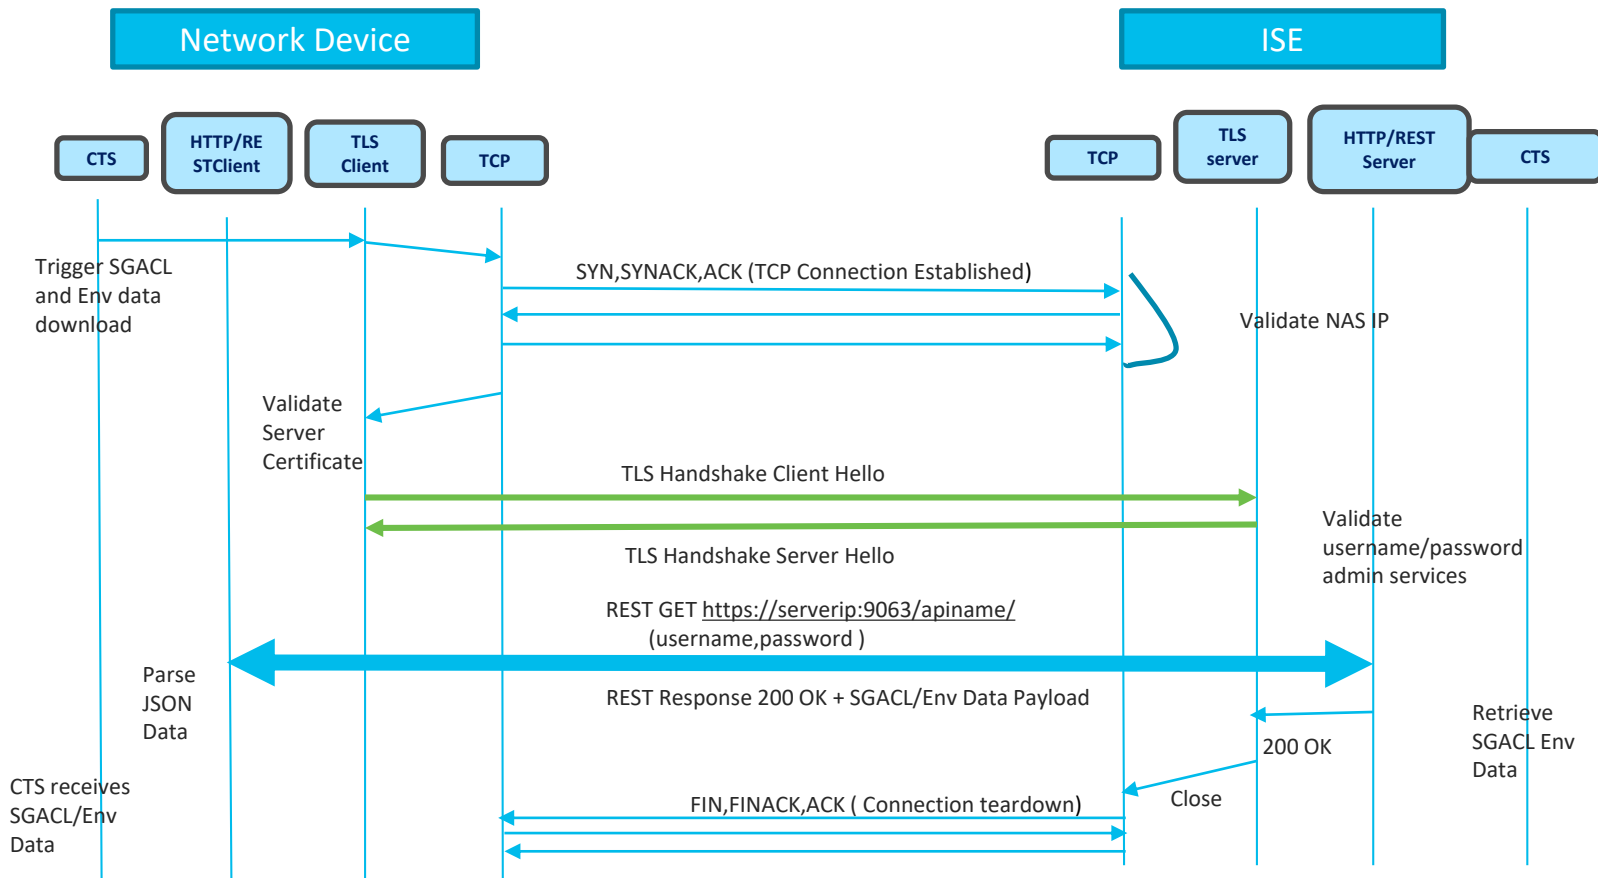 Network Device
ISE
CTS
HTTP/RE
STClient
TLS
Client
TCP
TCP
TLS
server
HTTP/REST
Server
CTS
Trigger SGACL
and Env data
download
SYN,SYNACK,ACK (TCP Connection Established)
Validate NAS IP
Validate
Server
Certificate
TLS Handshake Client Hello
TLS Handshake Server Hello
Validate
username/password
admin services
REST GET https://serverip:9063/apiname/
(username,password )
Parse
JSON
Data
REST Response 200 OK + SGACL/Env Data Payload
200 OK
Retrieve
SGACL Env
Data
Close
CTS receives
SGACL/Env
Data
FIN,FINACK,ACK ( Connection teardown)